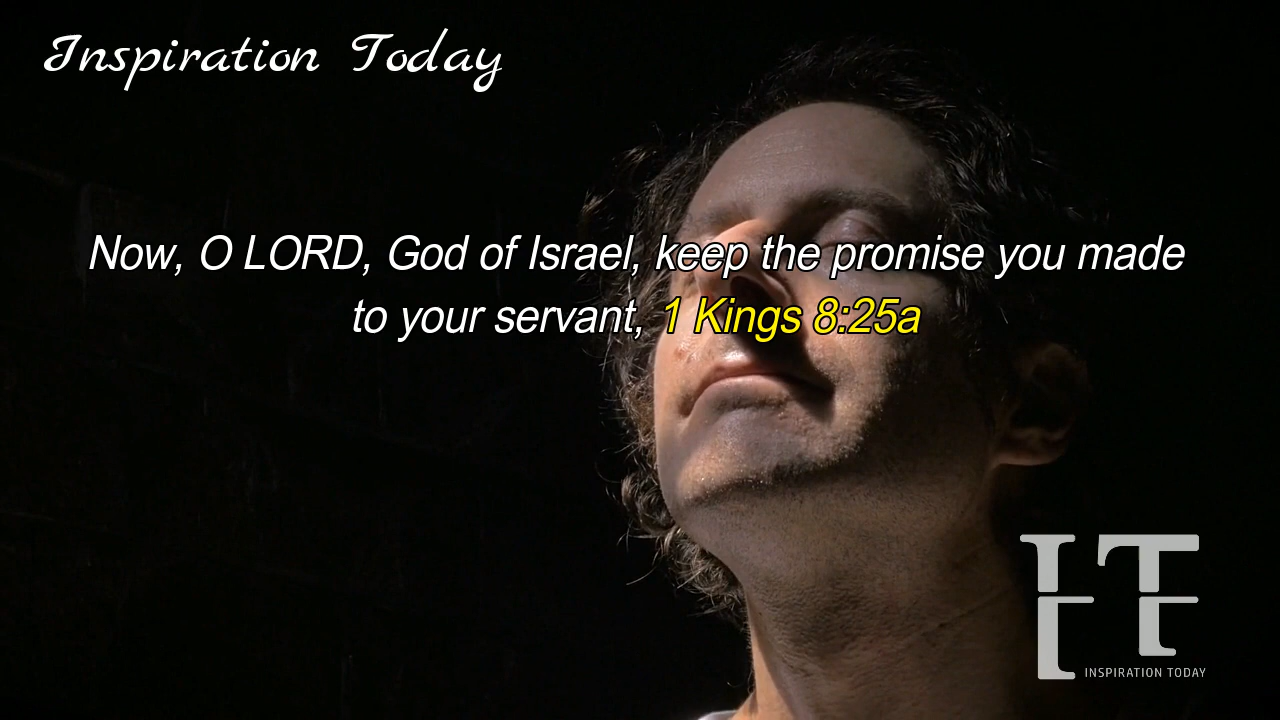 Inspiration Today
Now, O LORD, God of Israel, keep the promise you made
to your servant, 1 Kings 8:25a
INSPIRATION TODAY